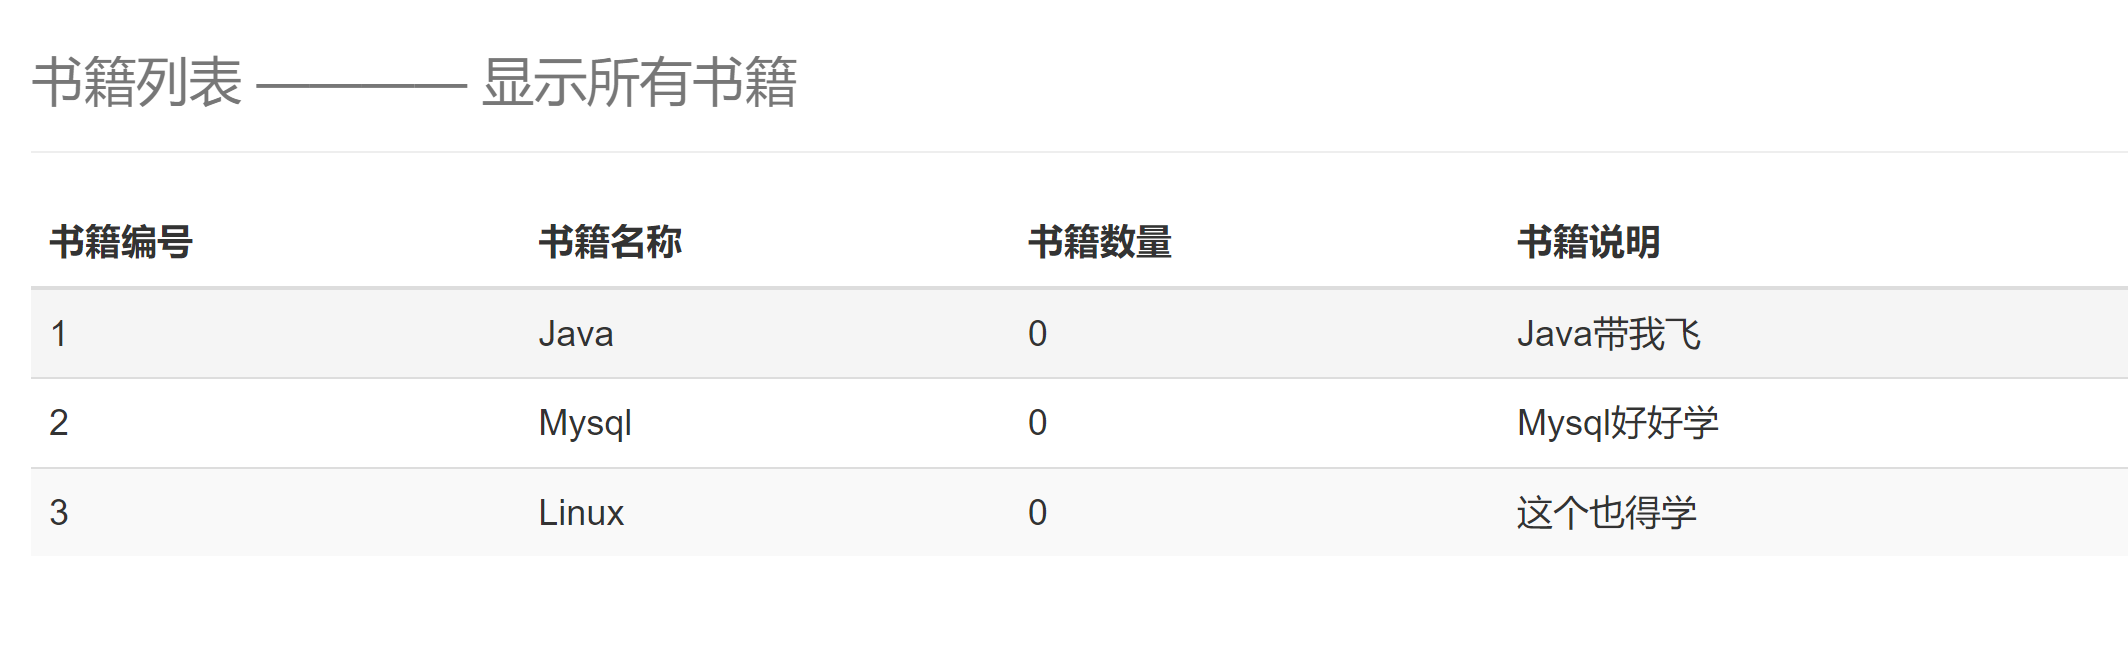 书籍列表 ———— 显示所有书籍
书籍编号 书籍名称 书籍数量 书籍说明
1 Java 0 Java带我飞
2 Mysql 0 Mysql好好学
3 Linux 0 这个也得学